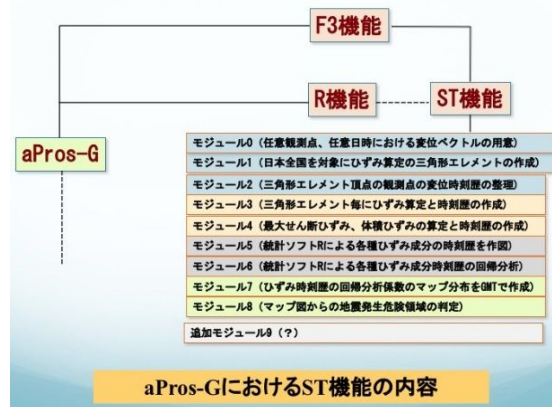 F3機能
R機能
ST機能
aPros-G
モジュール0（任意観測点、任意日時における変位ベクトルの用意）
モジュール1（日本全国を対象にひずみ算定の三角形エレメントの作成）
モジュール2（三角形エレメント頂点の観測点の変位時刻歴の整理）
モジュール3（三角形エレメント毎にひずみ算定と時刻歴の作成）
モジュール4（最大せん断ひずみ、体積ひずみの算定と時刻歴の作成）
モジュール5（統計ソフトRによる各種ひずみ成分の時刻歴を作図）
モジュール6（統計ソフトRによる各種ひずみ成分時刻歴の回帰分析）
モジュール7（ひずみ時刻歴の回帰分析係数のマップ分布をGMTで作成）
モジュール8（マップ図からの地震発生危険領域の判定）
追加モジュール9（?）
aPros-GにおけるST機能の内容